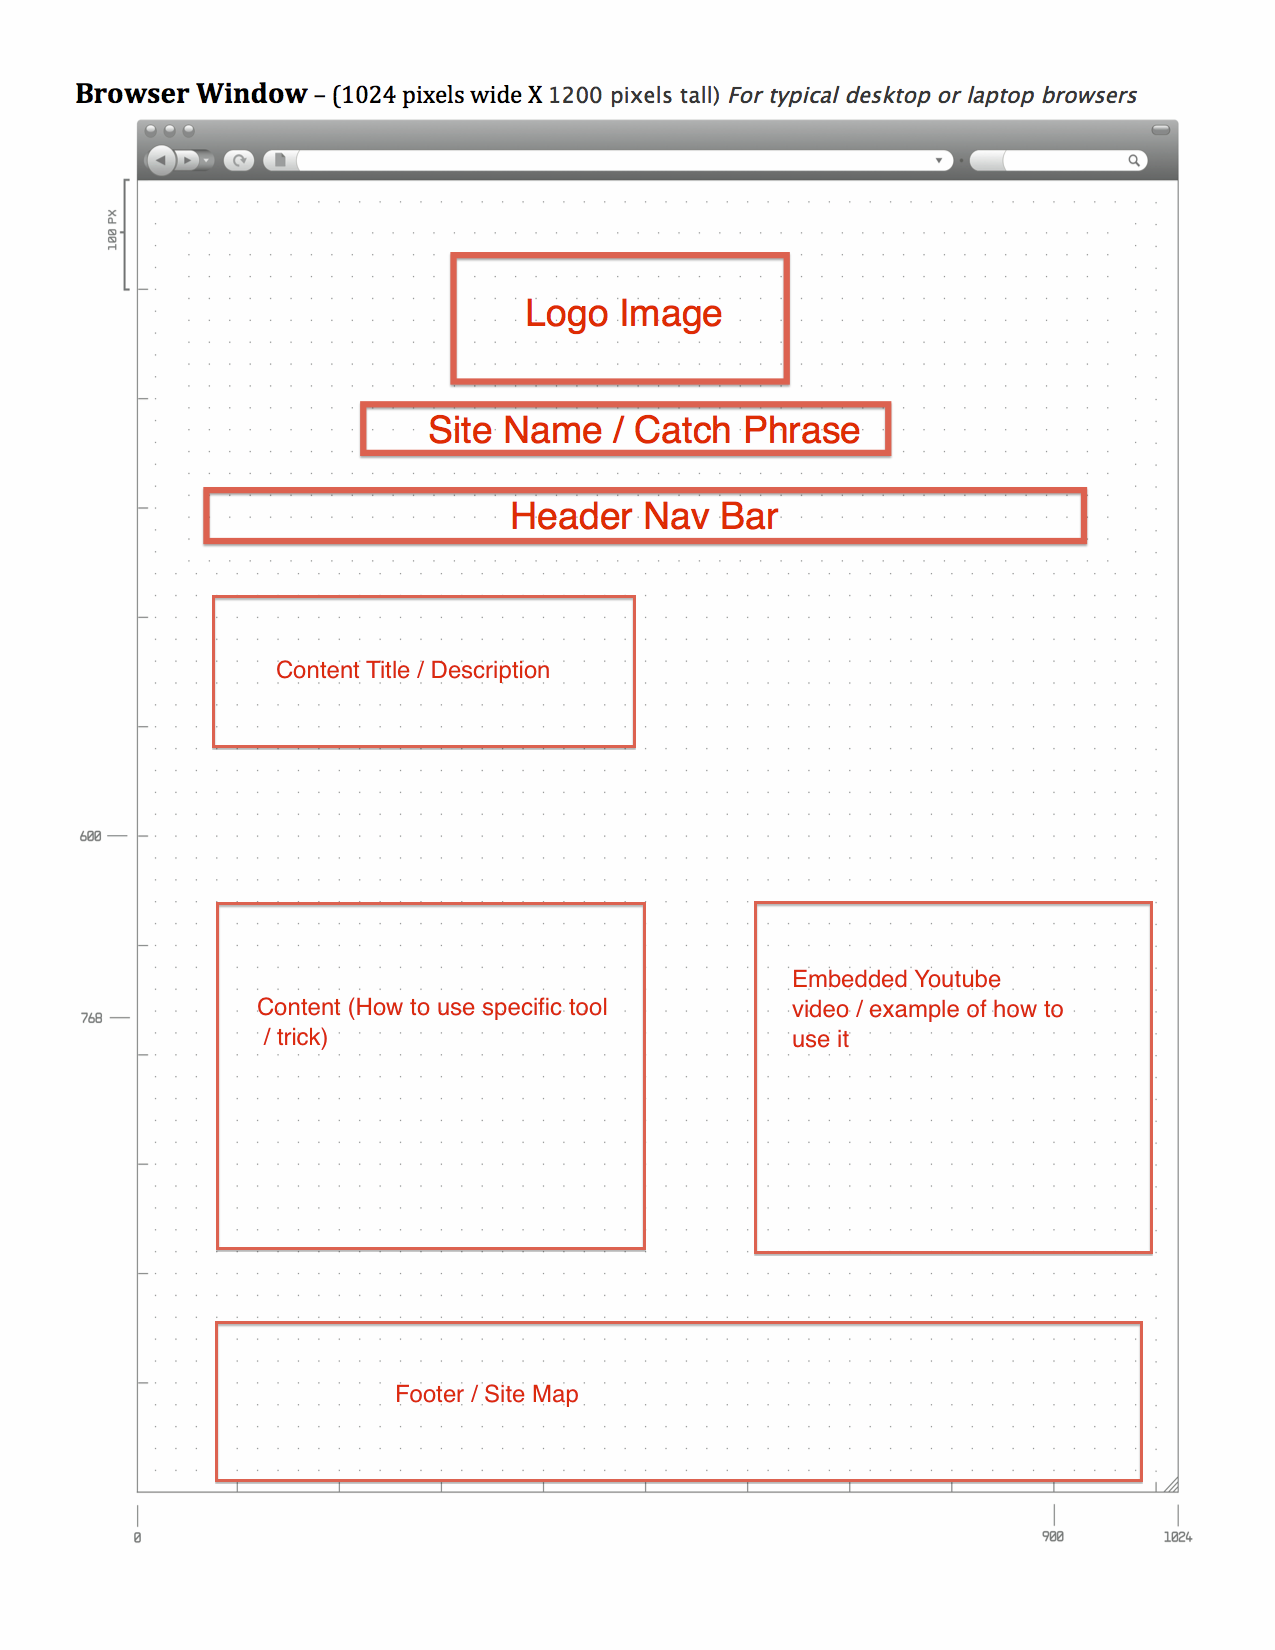 Browser Window – (1024 pixels wide X 1200 pixels tall) For typical desktop or laptop browsers
100 PX
Logo Image
Site Name / Catch Phrase
Header Nav Bar
Content Title / Description
600
Content (How to use specific tool
/ trick)
Embedded Youtube
video / example of how to
use it
768
Footer / Site Map
0
900
1024